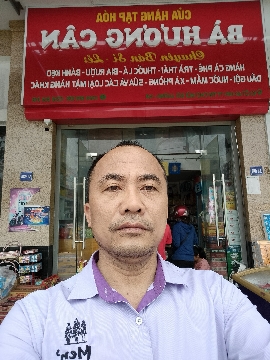 CỬA HÀNG TẠP HÓA
BÀ HƯƠNG CÂN
Chuyên Bán Sỉ - Lẻ
HÀNG CÀ PHÊ - TRÀ THÁI - THUỐC LÁ - BIA RƯỢU - BÁNH KẸO
DẦU GỘI - NƯỚC MẮM - XÀ PHÒNG - SỮA VÀ CÁC LOẠI MẶT HÀNG KHÁC